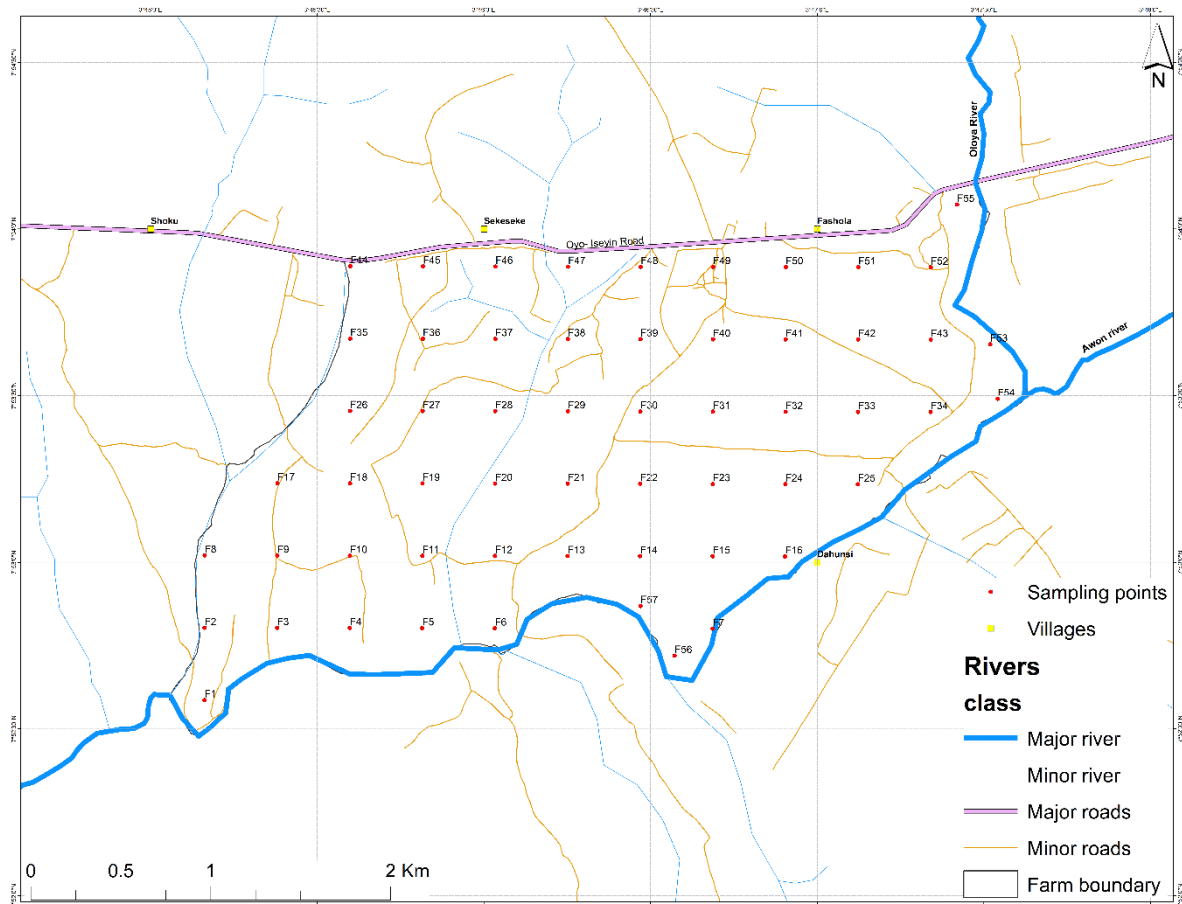 N
Oloya River
F55
Shoku
Sekeseke
Fashola
Oyo- Iseyin Road
F44
F45
F46
F47
F48
F49
F50
F51
F52
F35
F36
F37
F38
F39
F40
F41
F42
F43
F53
Awon river
F26
F27
F28
F29
F30
F31
F32
F33
F34
F54
F17
F18
F19
F20
F21
F22
F23
F24
F25
F8
F9
F10
F11
F12
F13
F14
F15
F16
Dahunsi
F57
F2
F3
F4
F5
F6
F7
F56
F1
Sampling points
Villages
Rivers
class
Major river
Minor river
Major roads
Minor roads
Farm boundary
0 0.5 1 2 Km